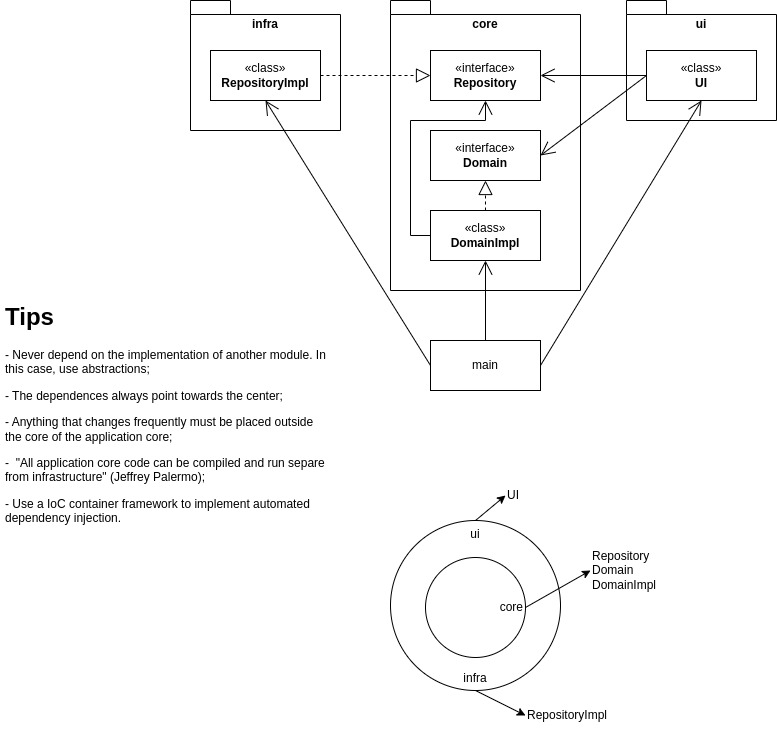 infra
core
ui
«class»
RepositoryImpl
«interface»
Repository
«class»
UI
«interface»
Domain
«class»
DomainImpl
main
Tips
- Never depend on the implementation of another module. In
this case, use abstractions;
- The dependences always point towards the center;
- Anything that changes frequently must be placed outside
the core of the application core;
- "All application core code can be compiled and run separe
from infrastructure" (Jeffrey Palermo);
- Use a IoC container framework to implement automated
dependency injection.
UI
ui
Repository
Domain
DomainImpl
core
infra
RepositoryImpl